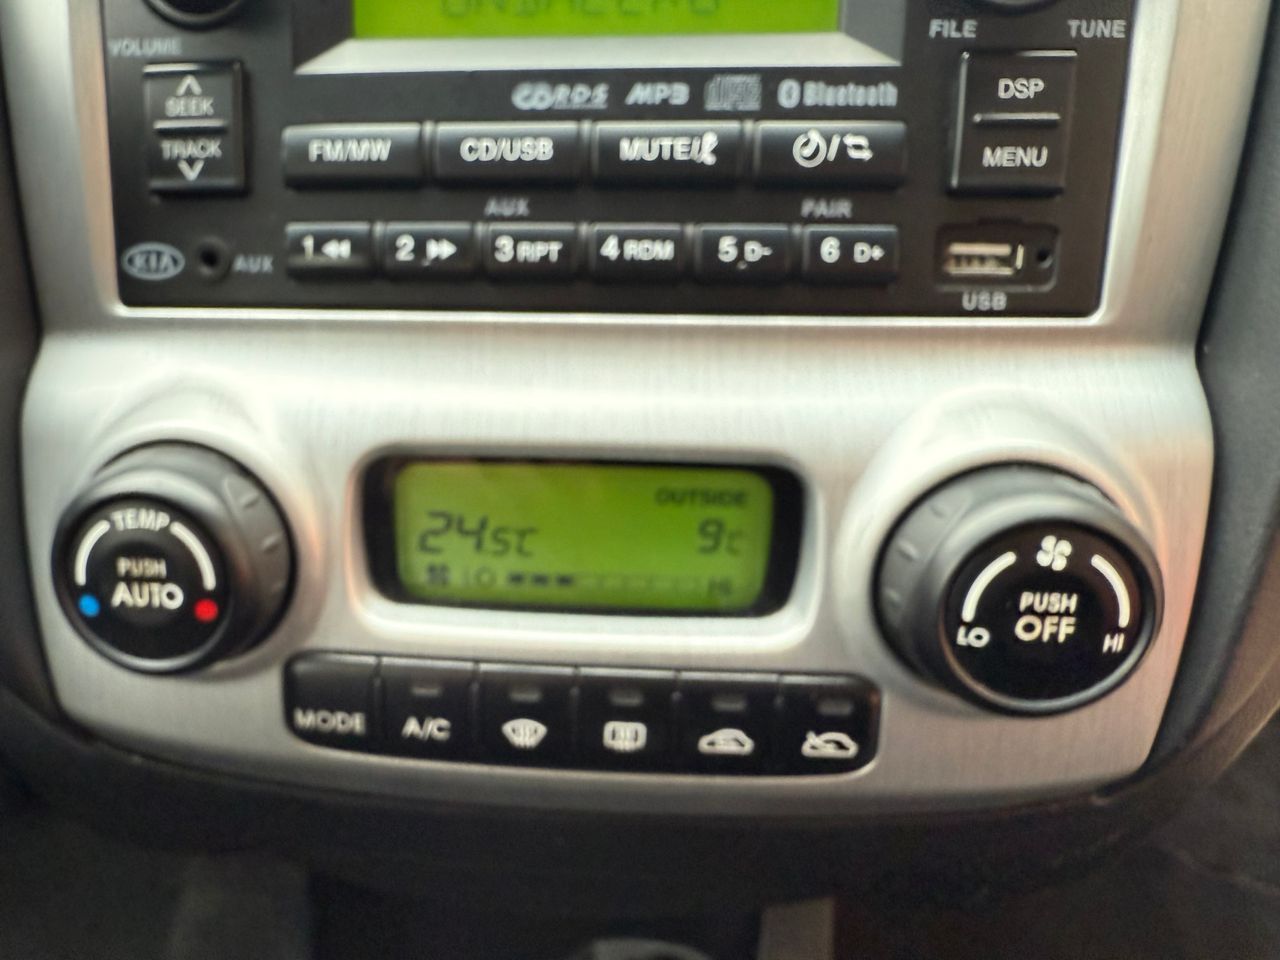 VOLUME
FILE TUNE
SEEK
TRACK
CD RDS MP3 Bluetooth
DSP
MENU
FM/MW CD/USB MUTE/ /
AUX PAIR
1 2 3 RPT 4 RDM 5 D- 6 D+
KIA AUX
USB
OUTSIDE
24.5°C 9°C
LO HI
TEMP
PUSH
AUTO
PUSH
OFF
LO HI
MODE A/C